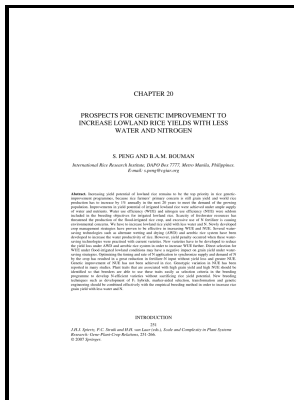 CHAPTER 20
PROSPECTS FOR GENETIC IMPROVEMENT TO
INCREASE LOWLAND RICE YIELDS WITH LESS
WATER AND NITROGEN
S. PENG AND B.A.M. BOUMAN
International Rice Research Institute, DAPO Box 7777, Metro Manila, Philippines
E-mail: s.peng@cgiar.org
Abstract. Increasing yield potential of lowland rice remains to be the top priority in rice genetic-
improvement programmes, because rice farmers' primary concern is still grain yield and world rice
production has to increase by 1% annually in the next 20 years to meet the demand of the growing
population. Improvements in yield potential of irrigated lowland rice were achieved under ample supply
of water and nutrients. Water use efficiency (WUE) and nitrogen use efficiency (NUE) were not
included in the breeding objectives for irrigated lowland rice. Scarcity of freshwater resources has
threatened the production of the flood-irrigated rice crop, and excessive use of N fertilizer is causing
environmental concerns. We have to increase lowland rice yield with less water and N. Newly developed
crop management strategies have proven to be effective in increasing WUE and NUE. Several water-
saving technologies such as alternate wetting and drying (AWD) and aerobic rice system have been
developed to increase the water productivity of rice. However, yield penalty occurred when these water-
saving technologies were practised with current varieties. New varieties have to be developed to reduce
the yield loss under AWD and aerobic rice system in order to increase WUE further. Direct selection for
WUE under flood-irrigated lowland conditions may have a negative impact on grain yield under water-
saving strategies. Optimizing the timing and rate of N application to synchronize supply and demand of N
by the crop has resulted in a great reduction in fertilizer N input without yield loss and greater NUE.
Genetic improvement of NUE has not been achieved in rice. Genotypic variation in NUE has been
reported in many studies. Plant traits that are associated with high grain yield and high NUE should be
identified so that breeders are able to use these traits easily as selection criteria in the breeding
programme to develop N-efficient varieties without sacrificing rice yield potential. New breeding
techniques such as development of F₁ hybrids, marker-aided selection, transformation and genetic
engineering should be combined effectively with the empirical breeding method in order to increase rice
grain yield with less water and N.
INTRODUCTION
251
J.H.J. Spiertz, P.C. Struik and H.H. van Laar (eds.), Scale and Complexity in Plant Systems
Research: Gene-Plant-Crop Relations, 251-266.
© 2007 Springer.